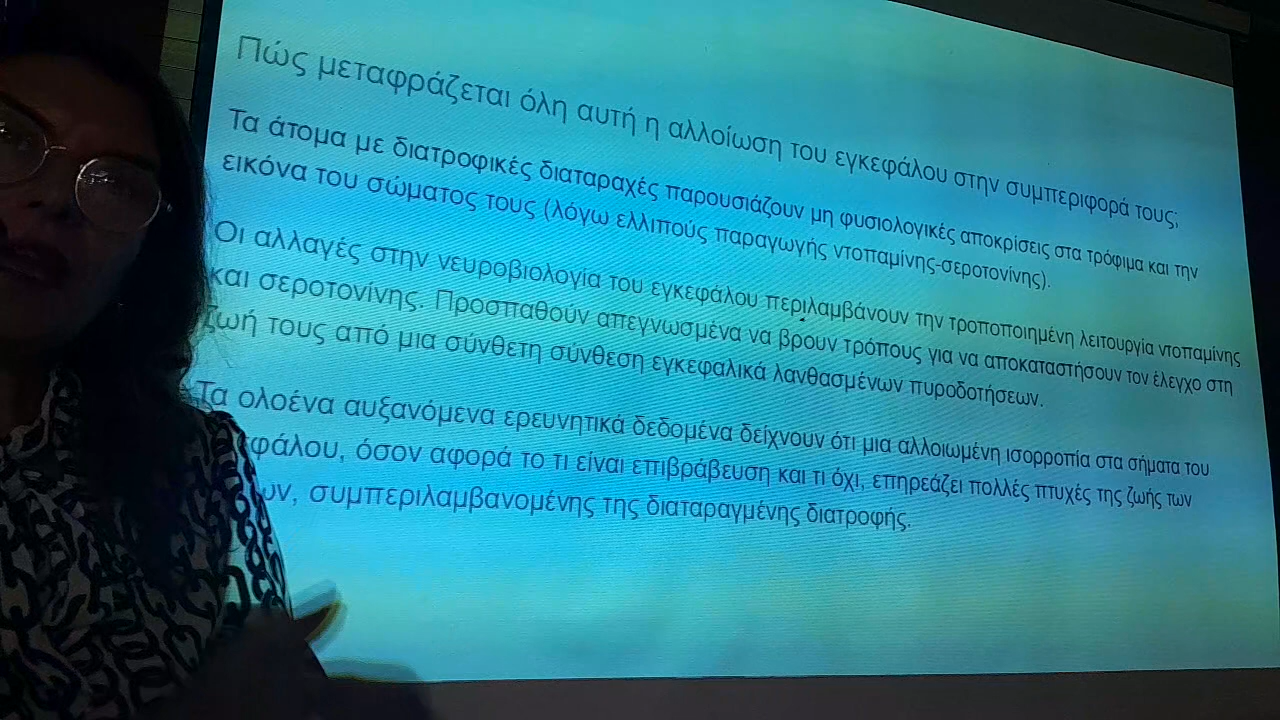 Πώς μεταφράζεται όλη αυτή η αλλοίωση του εγκεφάλου στην συμπεριφορά τους;
Τα άτομα με διατροφικές διαταραχές παρουσιάζουν μη φυσιολογικές αποκρίσεις στα τρόφιμα και την
εικόνα του σώματος τους (λόγω ελλιπούς παραγωγής ντοπαμίνης-σεροτονίνης).
Οι αλλαγές στην νευροβιολογία του εγκεφάλου περιλαμβάνουν την τροποποιημένη λειτουργία ντοπαμίνης
και σεροτονίνης. Προσπαθούν απεγνωσμένα να βρουν τρόπους για να αποκαταστήσουν τον έλεγχο στη
ζωή τους από μια σύνθετη σύνθεση εγκεφαλικά λανθασμένων πυροδοτήσεων.
Τα ολοένα αυξανόμενα ερευνητικά δεδομένα δείχνουν ότι μια αλλοιωμένη ισορροπία στα σήματα του
φάλου, όσον αφορά το τι είναι επιβράβευση και τι όχι, επηρεάζει πολλές πτυχές της ζωής των
ων, συμπεριλαμβανομένης της διαταραγμένης διατροφής.